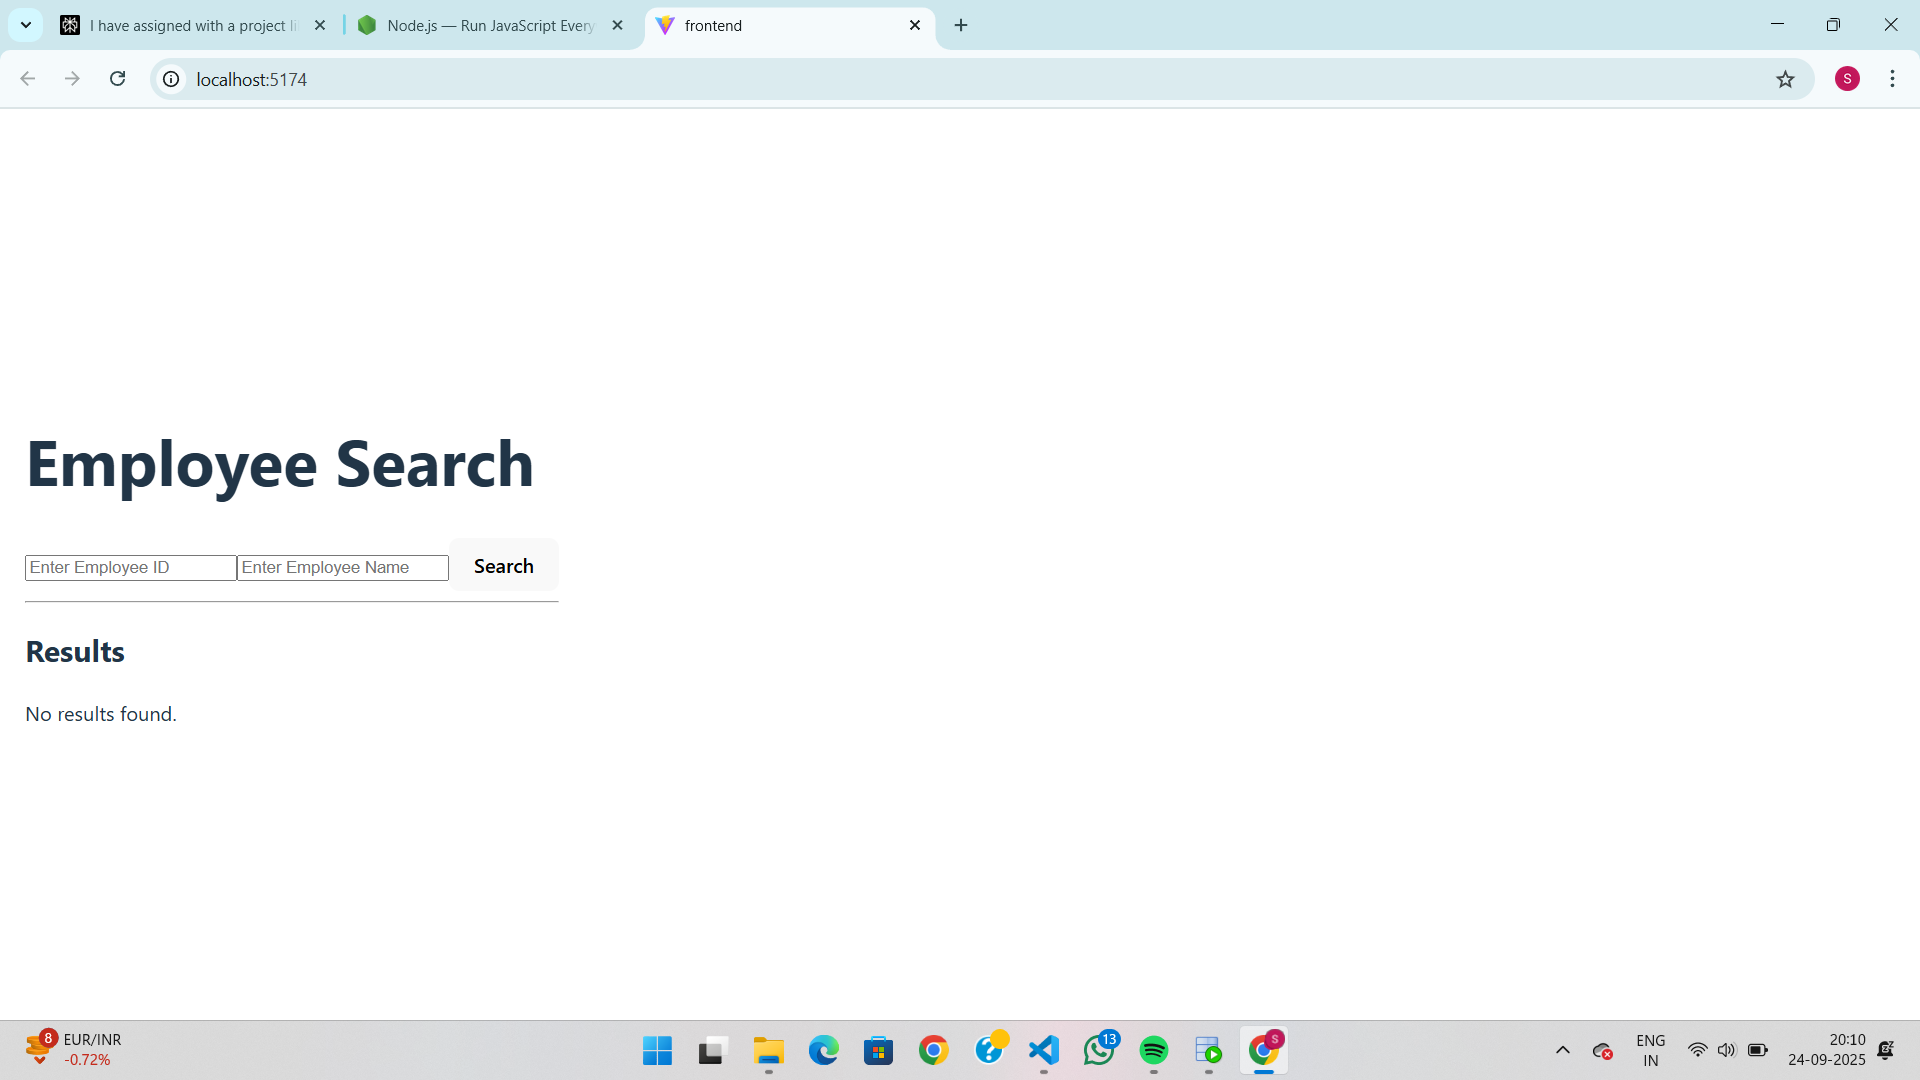 I have assigned with a project li
Node.js — Run JavaScript Every
frontend
localhost:5174
S
Employee Search
Enter Employee ID
Enter Employee Name
Search
Results
No results found.
8
EUR/INR
-0.72%
13
S
ENG
IN
20:10
24-09-2025